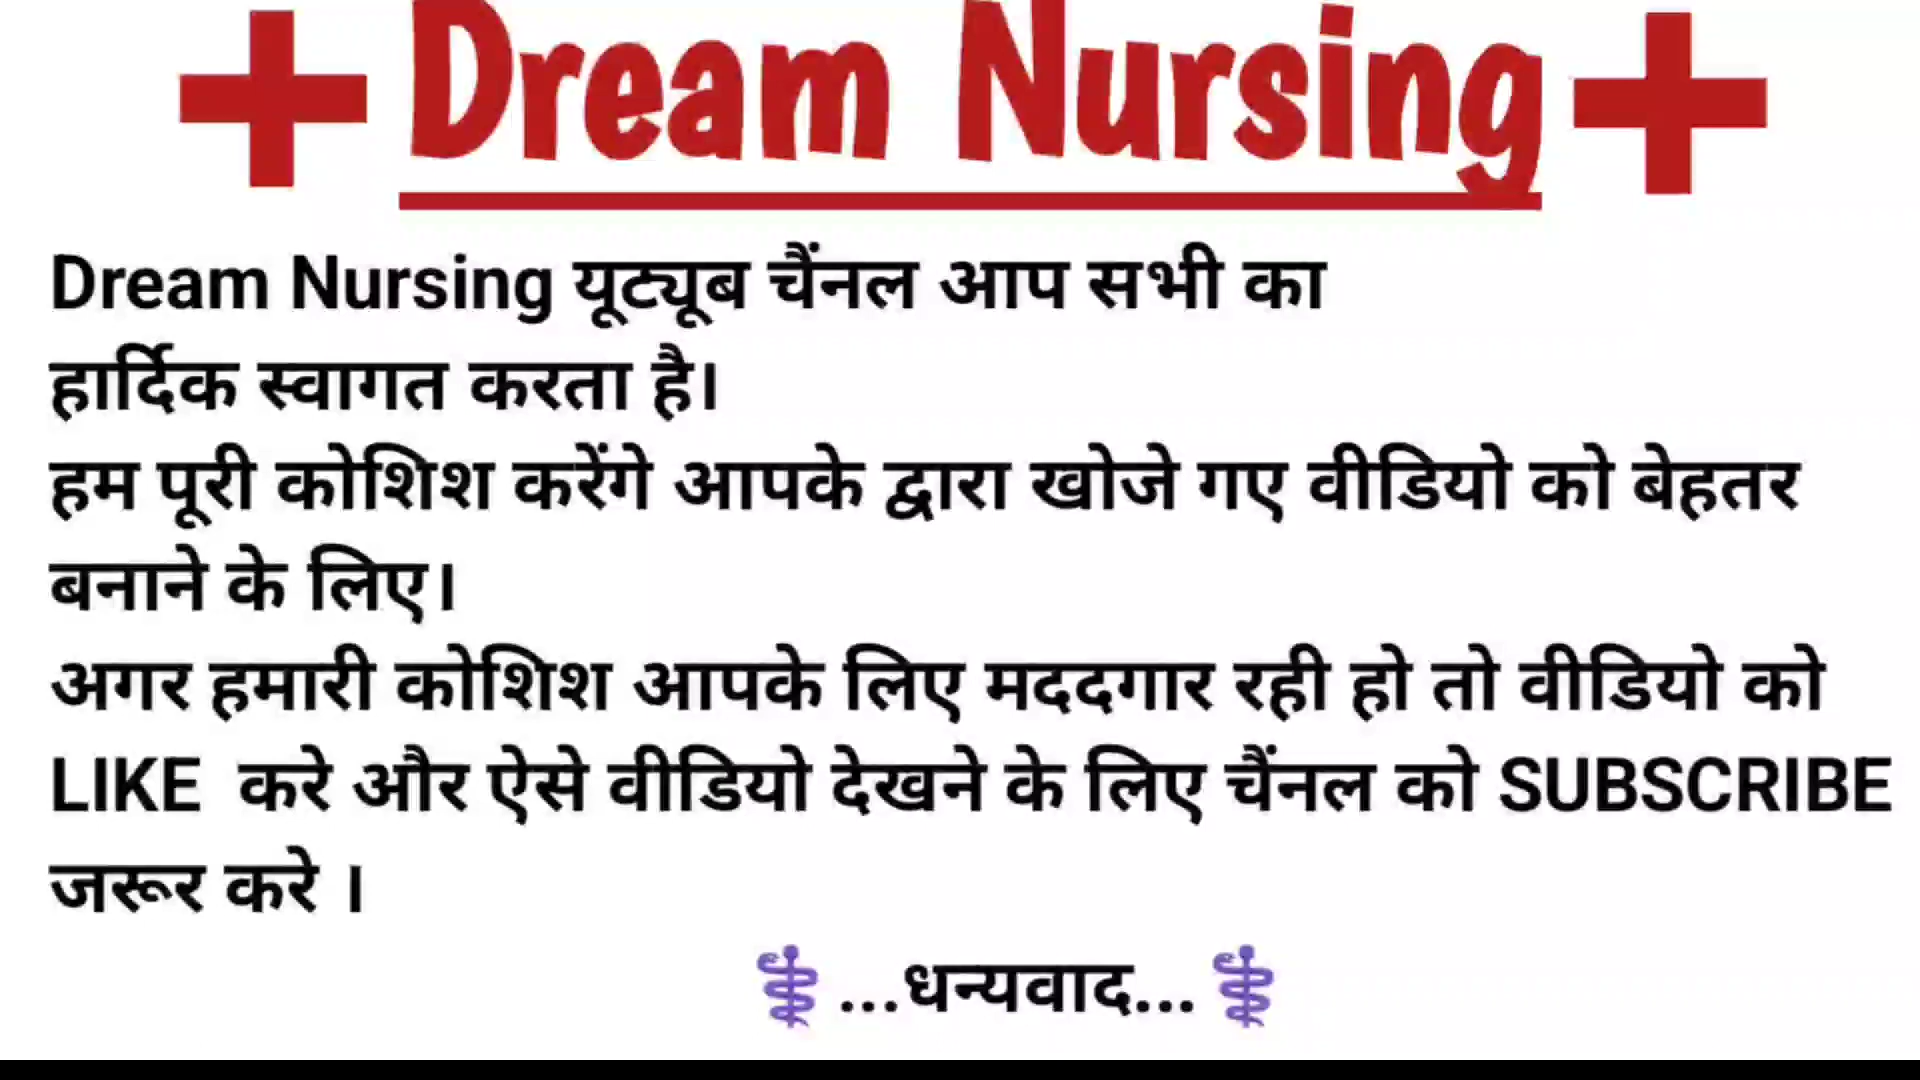 Dream Nursing
Dream Nursing यूट्यूब चैंनल आप सभी का
हार्दिक स्वागत करता है।
हम पूरी कोशिश करेंगे आपके द्वारा खोजे गए वीडियो को बेहतर
बनाने के लिए।
अगर हमारी कोशिश आपके लिए मददगार रही हो तो वीडियो को
LIKE करे और ऐसे वीडियो देखने के लिए चैंनल को SUBSCRIBE
जरूर करे ।
...धन्यवाद...